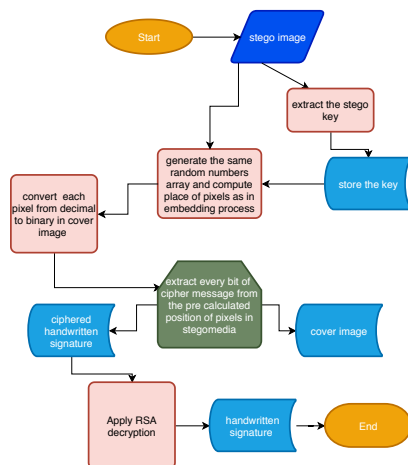 Start
stego image
extract the stego
key
store the key
generate the same
random numbers
array and compute
place of pixels as in
embedding process
convert each
pixel from decimal
to binary in cover
image
extract every bit of
cipher message from
the pre calculated
position of pixels in
stegomedia
ciphered
handwritten
signature
cover image
Apply RSA
decryption
handwritten
signature
End